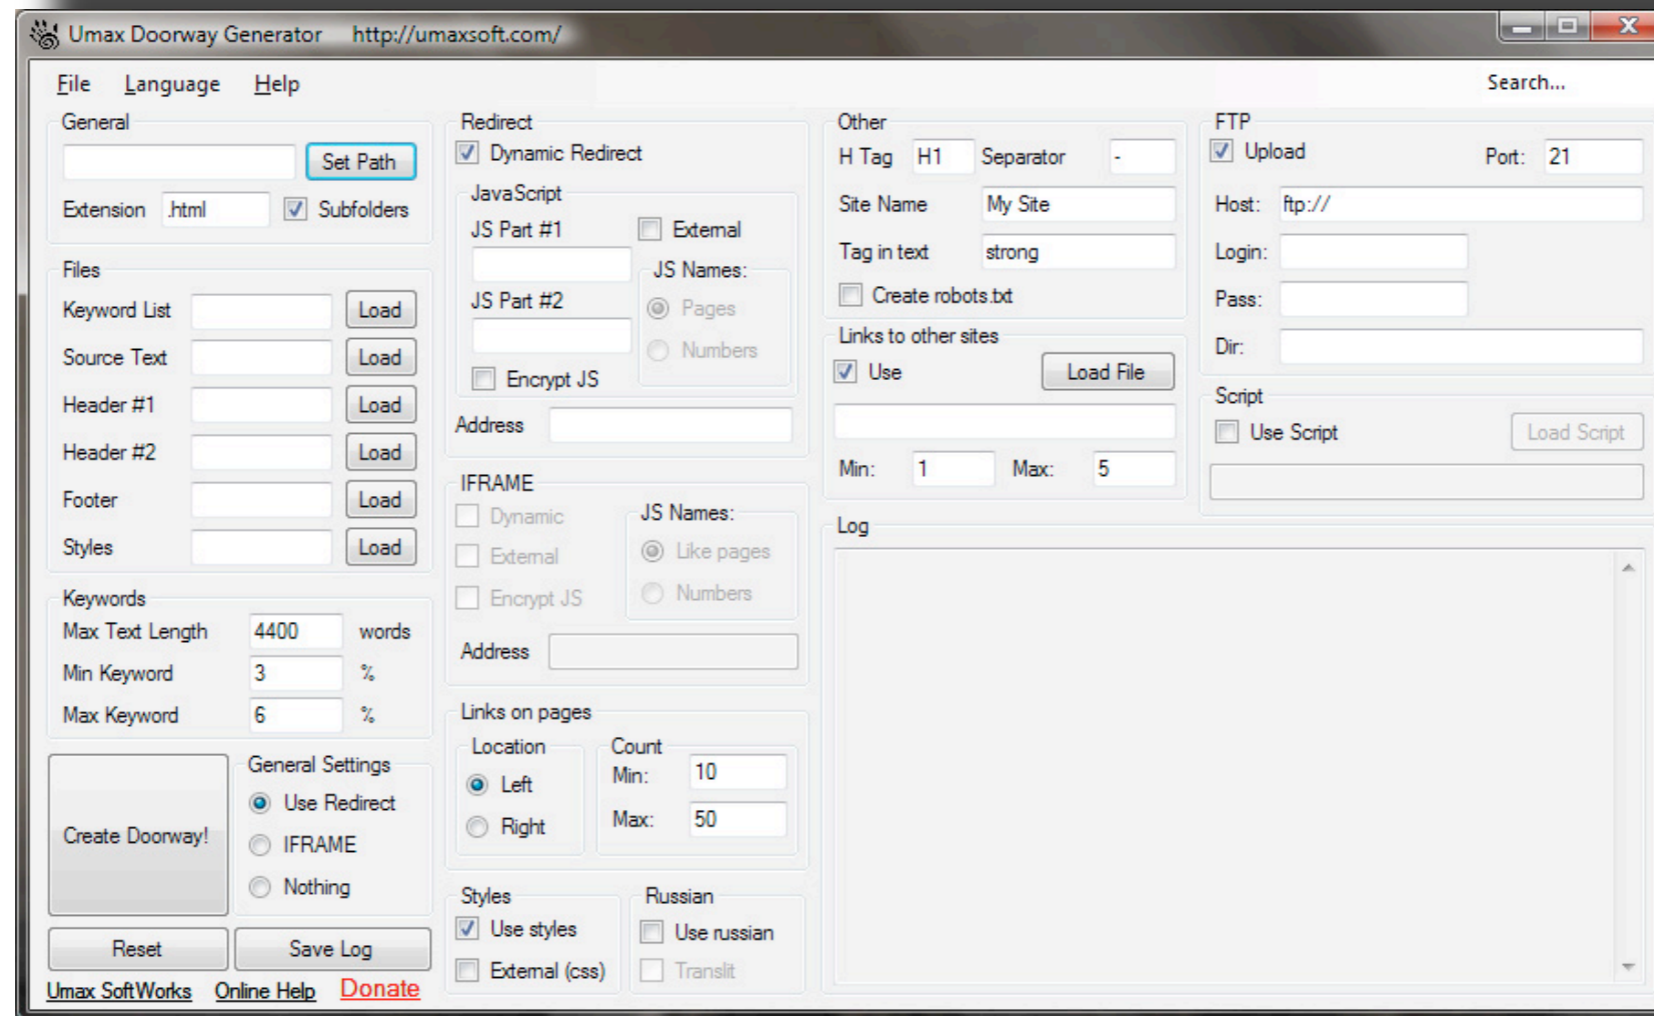 Umax Doorway Generator http://umaxsoft.com/
File Language Help Search...
General
Set Path
Extension .html Subfolders
Files
Keyword List Load
Source Text Load
Header #1 Load
Header #2 Load
Footer Load
Styles Load
Keywords
Max Text Length 4400 words
Min Keyword 3 %
Max Keyword 6 %
Create Doorway!
General Settings
Use Redirect
IFRAME
Nothing
Reset Save Log
Umax SoftWorks Online Help Donate
Redirect
Dynamic Redirect
JavaScript
JS Part #1 External
JS Names:
JS Part #2 Pages
Numbers
Encrypt JS
Address
IFRAME
Dynamic JS Names:
External Like pages
Encrypt JS Numbers
Address
Links on pages
Location
Left
Right
Count
Min: 10
Max: 50
Styles
Use styles
External (css)
Russian
Use russian
Translit
Other
H Tag H1 Separator -
Site Name My Site
Tag in text strong
Create robots.txt
Links to other sites
Use Load File
Min: 1 Max: 5
FTP
Upload Port: 21
Host: ftp://
Login:
Pass:
Dir:
Script
Use Script Load Script
Log